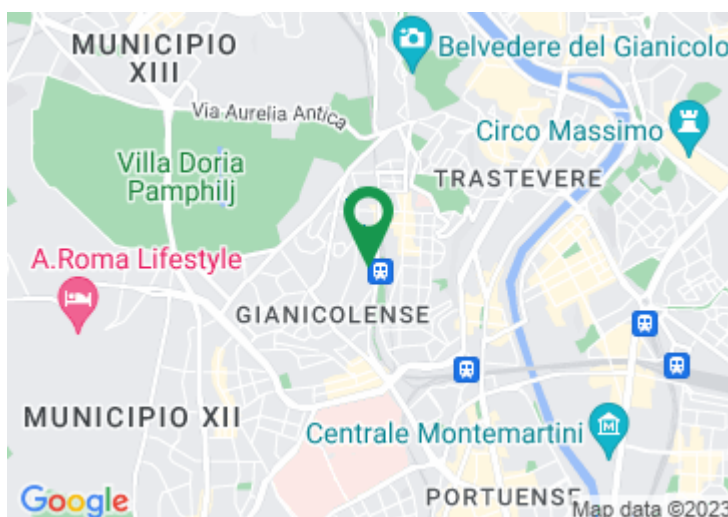 MUNICIPIO
XIII
Belvedere del Gianicolo
Via Aurelia Antica
Circo Massimo
Villa Doria
Pamphilj
TRASTEVERE
A.Roma Lifestyle
GIANICOLENSE
MUNICIPIO XII
Centrale Montemartini
M
PORTUENSE
Google
Map data ©2023